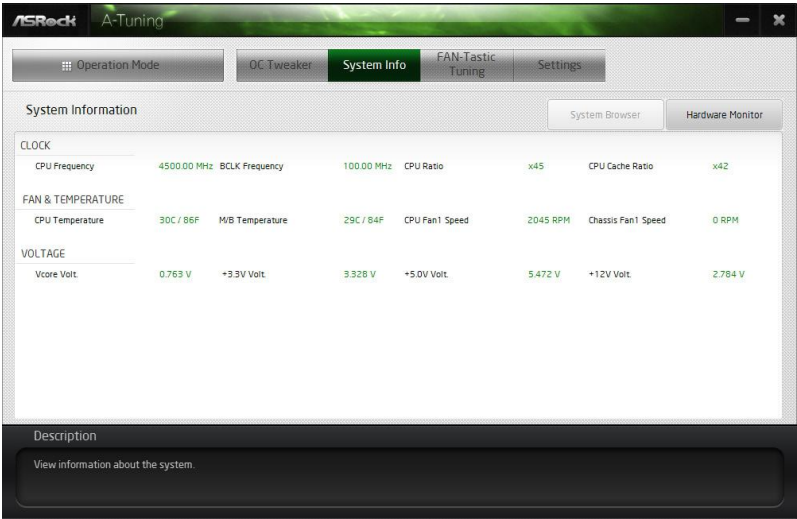 ASRock A-Tuning
Operation Mode OC Tweaker System Info FAN-Tastic Tuning Settings
System Information System Browser Hardware Monitor
CLOCK
CPU Frequency 4500.00 MHz BCLK Frequency 100.00 MHz CPU Ratio x45 CPU Cache Ratio x42
FAN & TEMPERATURE
CPU Temperature 30C / 86F M/B Temperature 29C / 84F CPU Fan1 Speed 2045 RPM Chassis Fan1 Speed 0 RPM
VOLTAGE
Vcore Volt. 0.763 V +3.3V Volt. 3.328 V +5.0V Volt. 5.472 V +12V Volt. 2.784 V
Description
View information about the system.